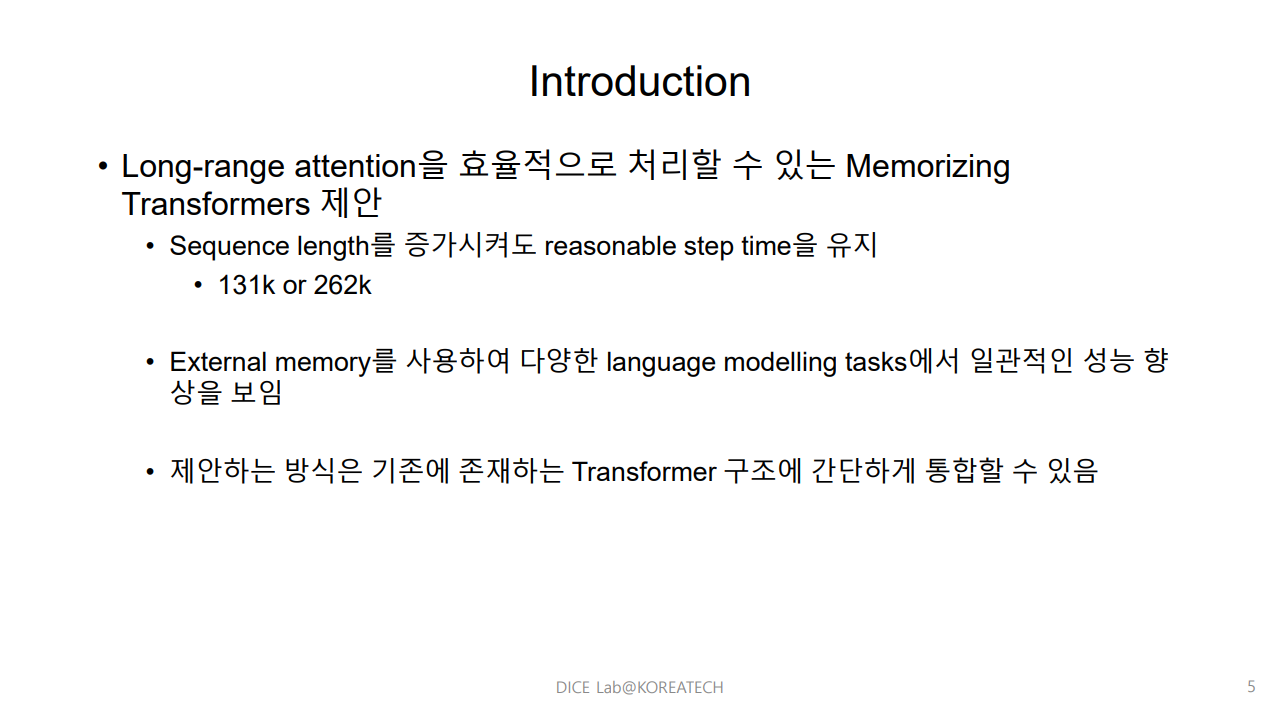 Introduction
• Long-range attention을 효율적으로 처리할 수 있는 Memorizing
Transformers 제안
• Sequence length를 증가시켜도 reasonable step time을 유지
• 131k or 262k
• External memory를 사용하여 다양한 language modelling tasks에서 일관적인 성능 향
상을 보임
• 제안하는 방식은 기존에 존재하는 Transformer 구조에 간단하게 통합할 수 있음
DICE Lab@KOREATECH
5